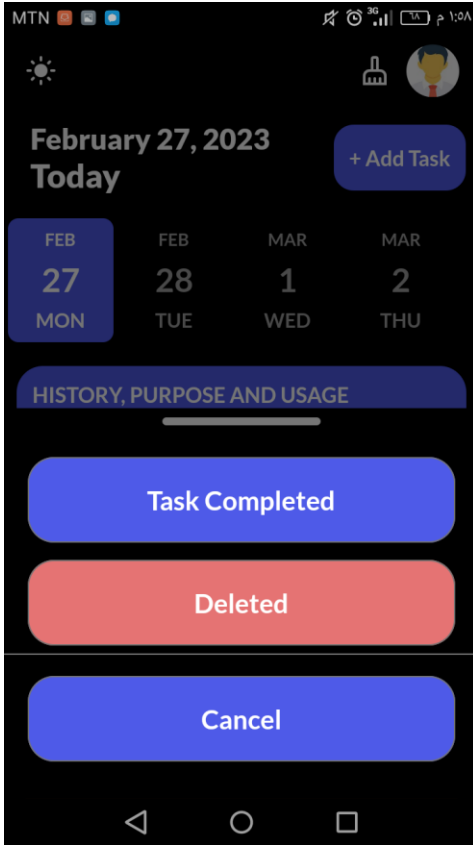 MTN 3G ٦٨ م ١:٥٨
February 27, 2023
Today
+ Add Task
FEB FEB MAR MAR
27 28 1 2
MON TUE WED THU
HISTORY, PURPOSE AND USAGE
Task Completed
Deleted
Cancel